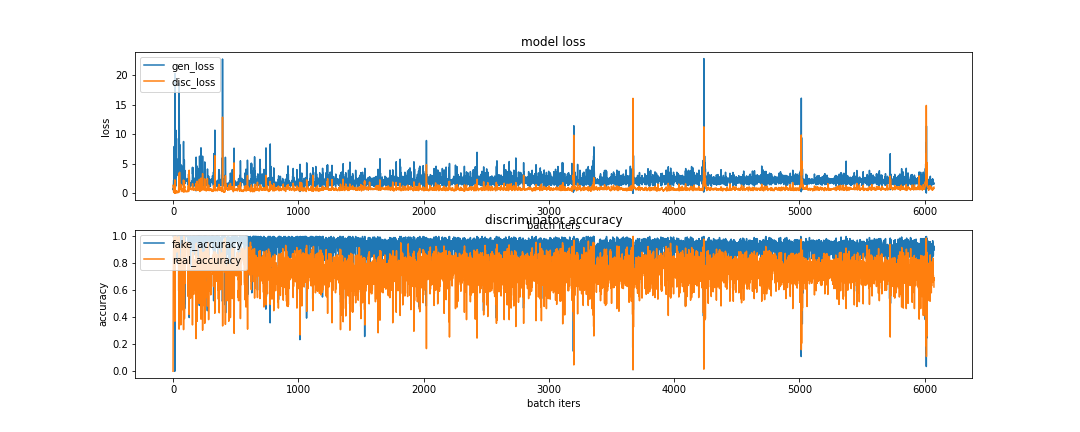 model loss
gen_loss
disc_loss
20
15
10
5
0
loss
0
1000
2000
3000
4000
5000
6000
batch iters
discriminator accuracy
fake_accuracy
real_accuracy
1.0
0.8
0.6
0.4
0.2
0.0
accuracy
0
1000
2000
3000
4000
5000
6000
batch iters